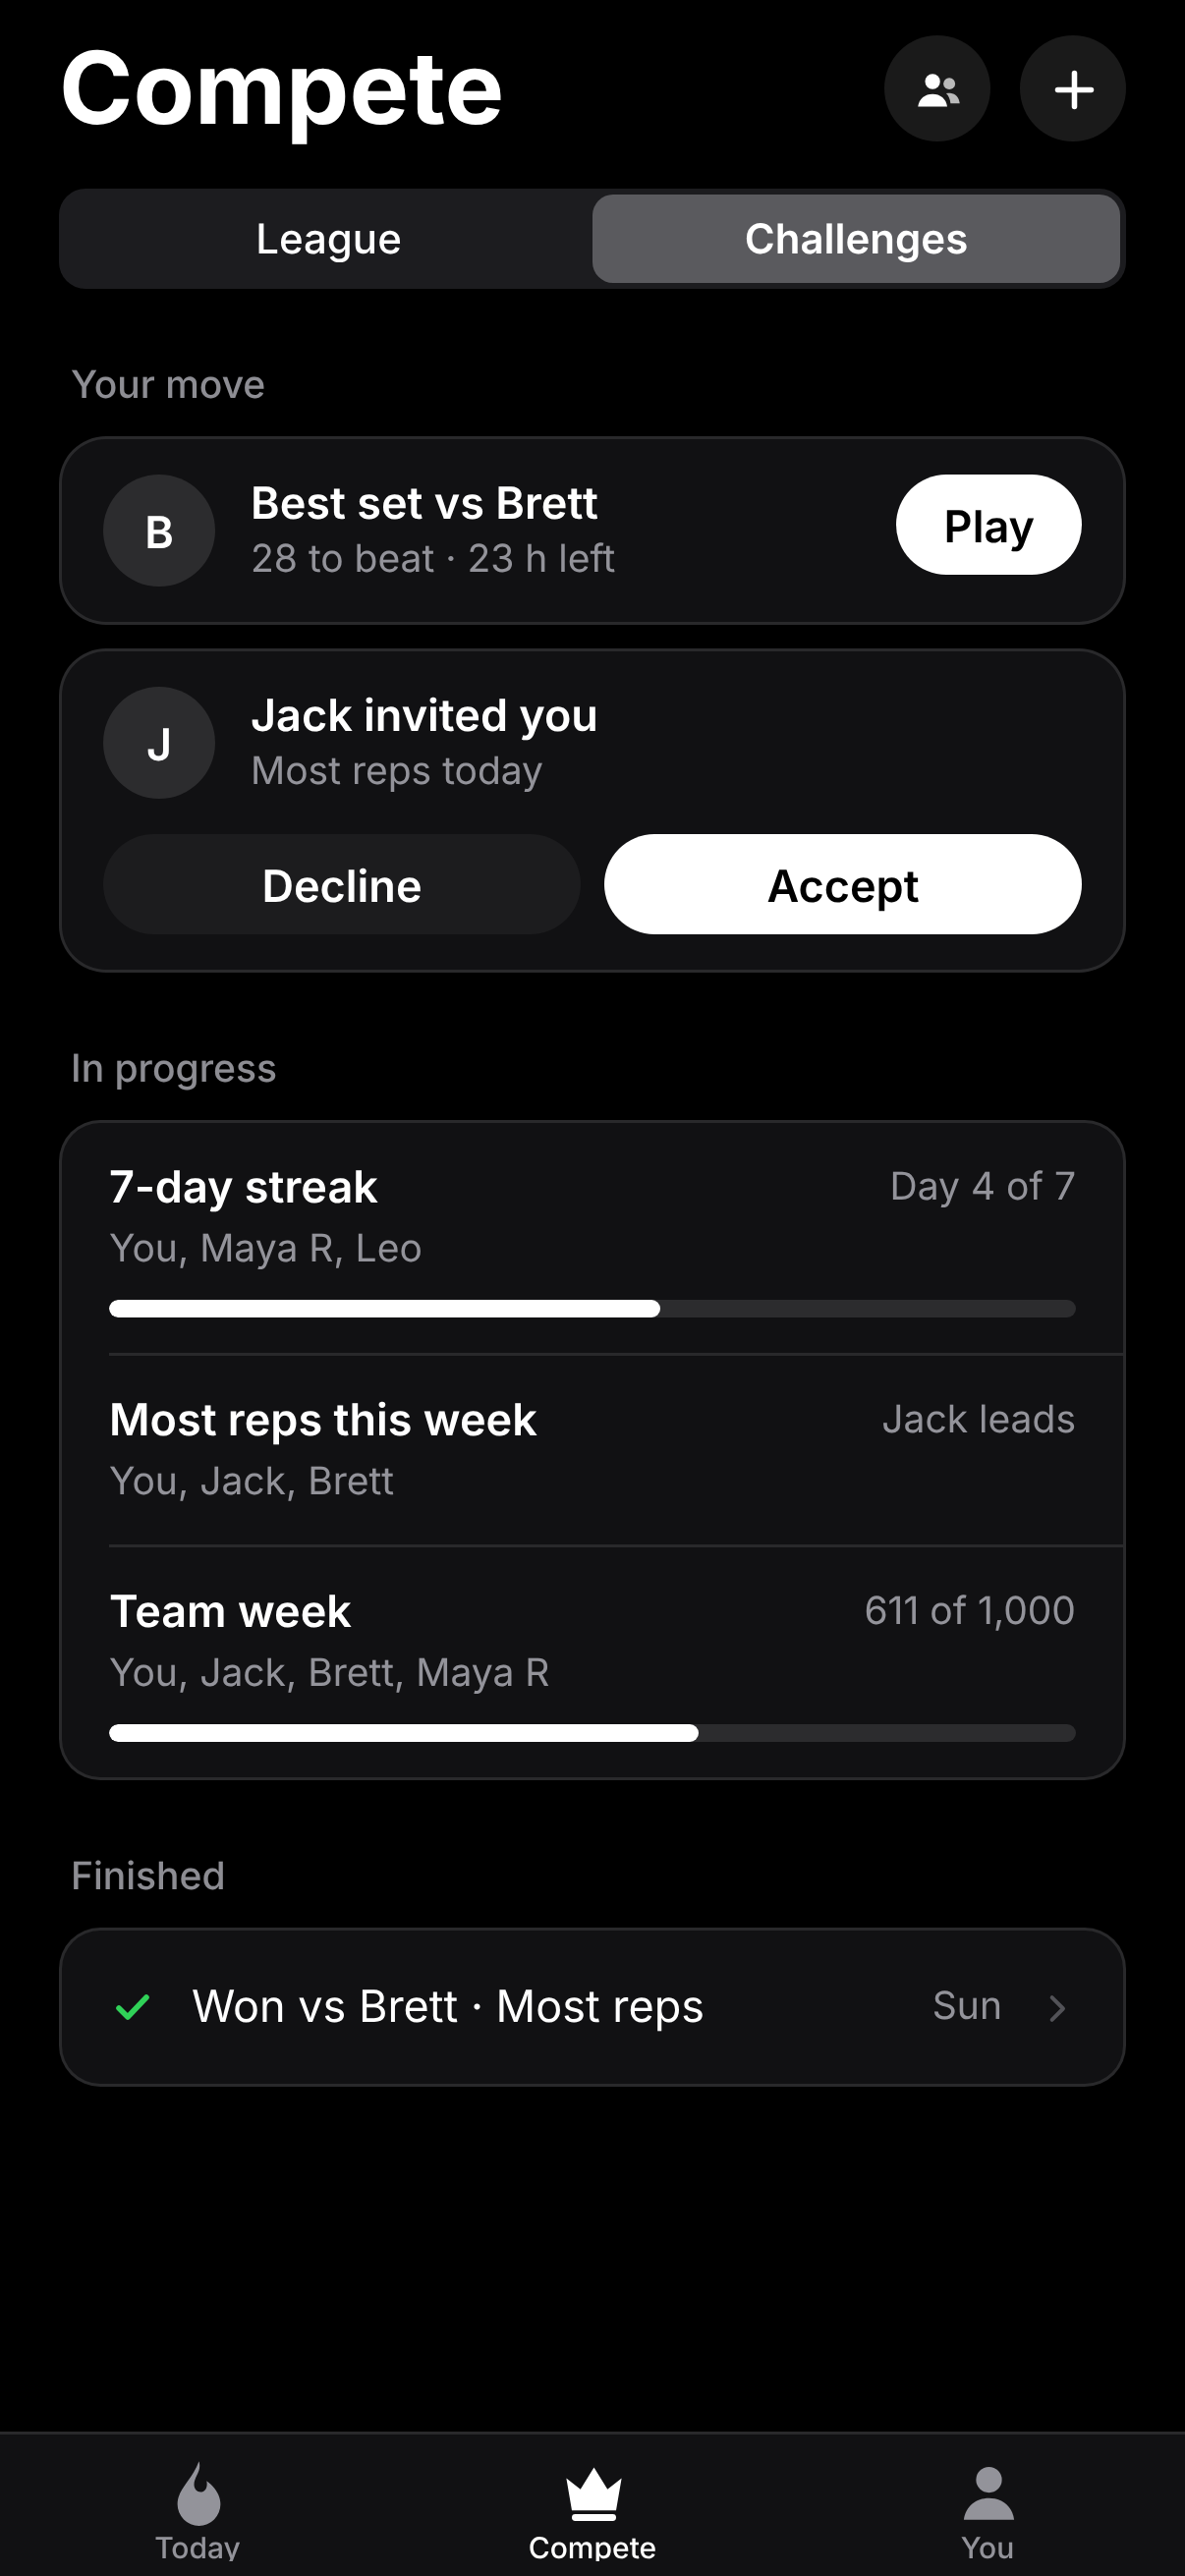 Compete
League
Challenges
Your move
B
Best set vs Brett
28 to beat · 23 h left
Play
J
Jack invited you
Most reps today
Decline
Accept
In progress
7-day streak
Day 4 of 7
You, Maya R, Leo
Most reps this week
Jack leads
You, Jack, Brett
Team week
611 of 1,000
You, Jack, Brett, Maya R
Finished
Won vs Brett · Most reps
Sun
Today
Compete
You